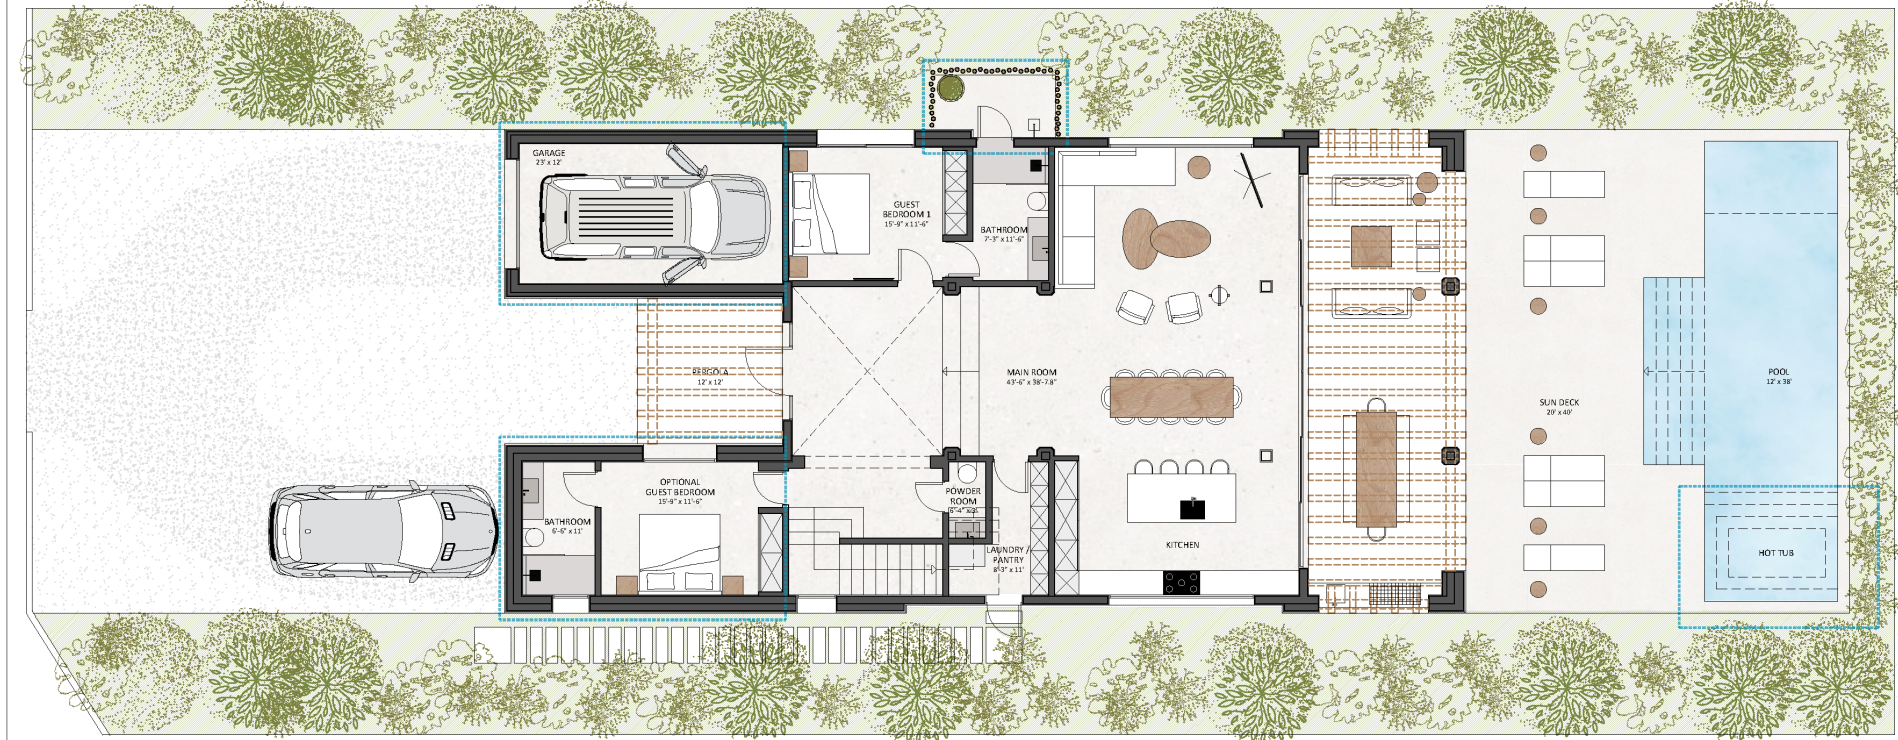 GARAGE
23' x 12'
GUEST
BEDROOM 1
15'-9" x 11'-6"
BATHROOM
7'-3" x 11'-6"
PERGOLA
12' x 12'
MAIN ROOM
43'-6" x 38'-7.8"
SUN DECK
20' x 40'
POOL
12' x 38'
OPTIONAL
GUEST BEDROOM
15'-9" x 11'-6"
BATHROOM
6'-6" x 11'
POWDER
ROOM
LAUNDRY /
PANTRY
8'-3" x 11'
KITCHEN
HOT TUB